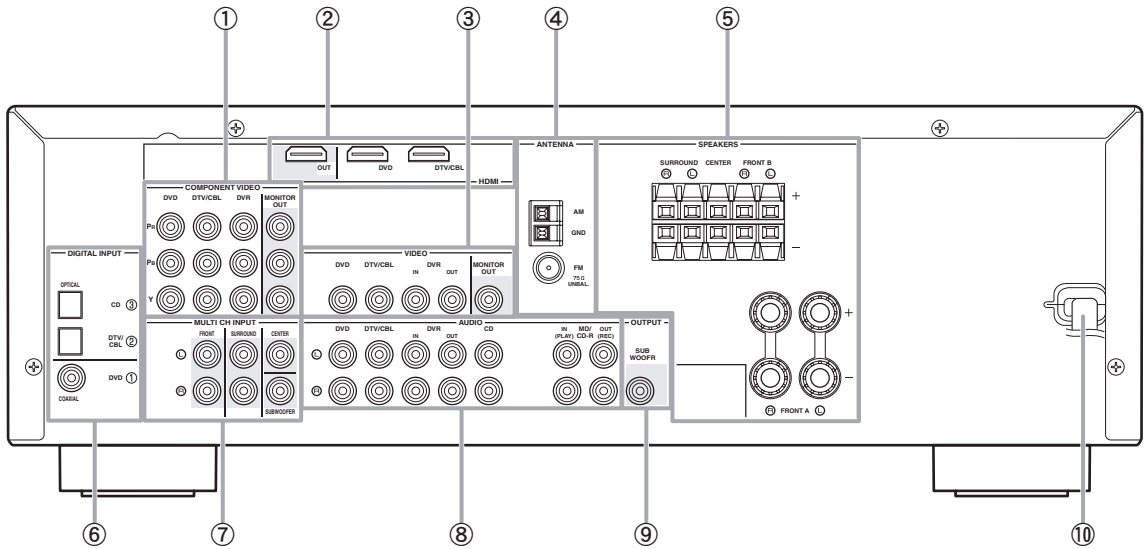 ① ② ③ ④ ⑤
ANTENNA
SPEAKERS
SURROUND CENTER FRONT B
R L R L
+
−
OUT DVD DTV/CBL
HDMI
COMPONENT VIDEO
DVD DTV/CBL DVR MONITOR OUT
PR
PB
Y
AM
GND
FM
75 Ω
UNBAL.
VIDEO
DVD DTV/CBL DVR MONITOR OUT
IN OUT
DIGITAL INPUT
OPTICAL
CD ③
DTV/
CBL ②
DVD ①
COAXIAL
MULTI CH INPUT
FRONT SURROUND CENTER
L
R
SUBWOOFER
AUDIO
DVD DTV/CBL DVR CD
IN OUT
IN (PLAY) MD/ CD-R OUT (REC)
L
R
OUTPUT
SUB
WOOFR
+
−
R FRONT A L
⑥ ⑦ ⑧ ⑨ ⑩